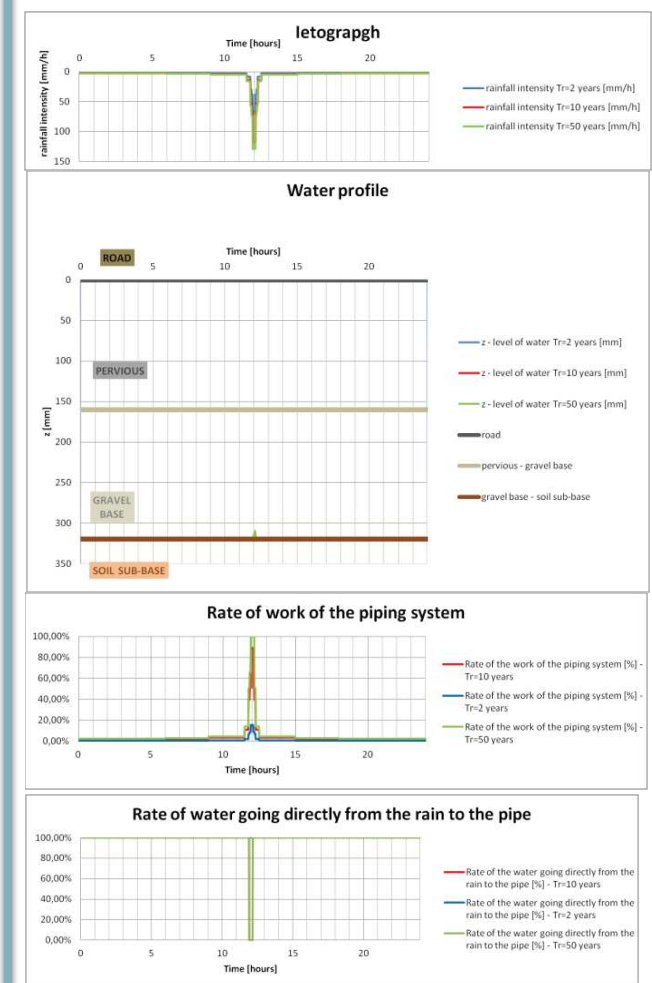 Ietograpgh
Time [hours]
0 5 10 15 20
rainfall intensity [mm/h]
0
50
100
150
rainfall intensity Tr=2 years [mm/h]
rainfall intensity Tr=10 years [mm/h]
rainfall intensity Tr=50 years [mm/h]
Water profile
ROAD
Time [hours]
0 5 10 15 20
z [mm]
0
50
100
150
200
250
300
350
PERVIOUS
GRAVEL
BASE
SOIL SUB-BASE
z - level of water Tr=2 years [mm]
z - level of water Tr=10 years [mm]
z - level of water Tr=50 years [mm]
road
pervious - gravel base
gravel base - soil sub-base
Rate of work of the piping system
100,00%
80,00%
60,00%
40,00%
20,00%
0,00%
0 5 10 15 20
Time [hours]
Rate of the work of the piping system [%] -
Tr=10 years
Rate of the work of the piping system [%] -
Tr=2 years
Rate of the work of the piping system [%] -
Tr=50 years
Rate of water going directly from the rain to the pipe
100,00%
80,00%
60,00%
40,00%
20,00%
0,00%
0 5 10 15 20
Time [hours]
Rate of the water going directly from the
rain to the pipe [%] - Tr=10 years
Rate of the water going directly from the
rain to the pipe [%] - Tr=2 years
Rate of the water going directly from the
rain to the pipe [%] - Tr=50 years